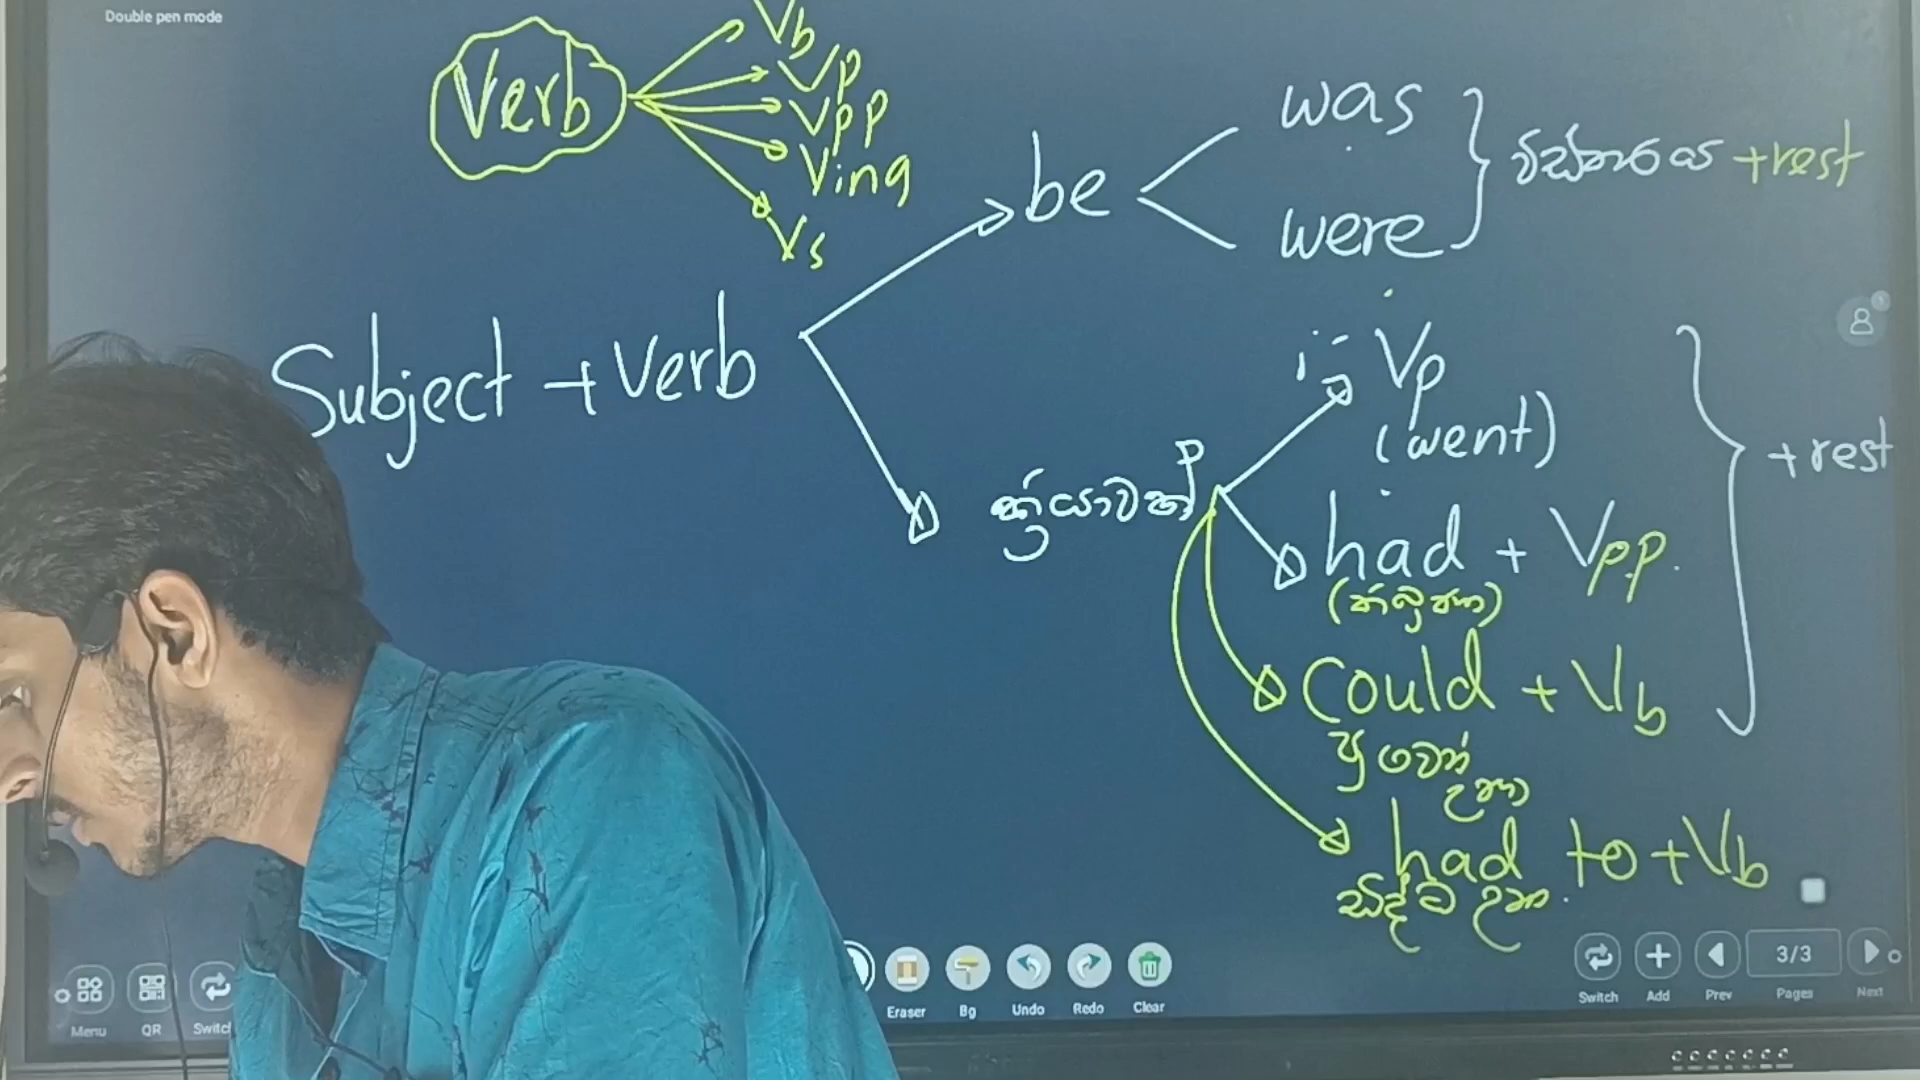 Double pen mode
Verb
Vb
Vp
Vpp
Ving
Vs
Subject + Verb
be
was
were
විස්තරය + rest
ක්‍රියාවක් p
i :- Vp
(went)
had + Vpp.
(තිබුණා)
could + Vb
පුළුවන්
උනා
had to + Vb
සිද්ධ උනා.
+ rest
Menu
QR
Switch
Eraser
Bg
Undo
Redo
Clear
Switch
Add
Prev
3/3
Pages
Next